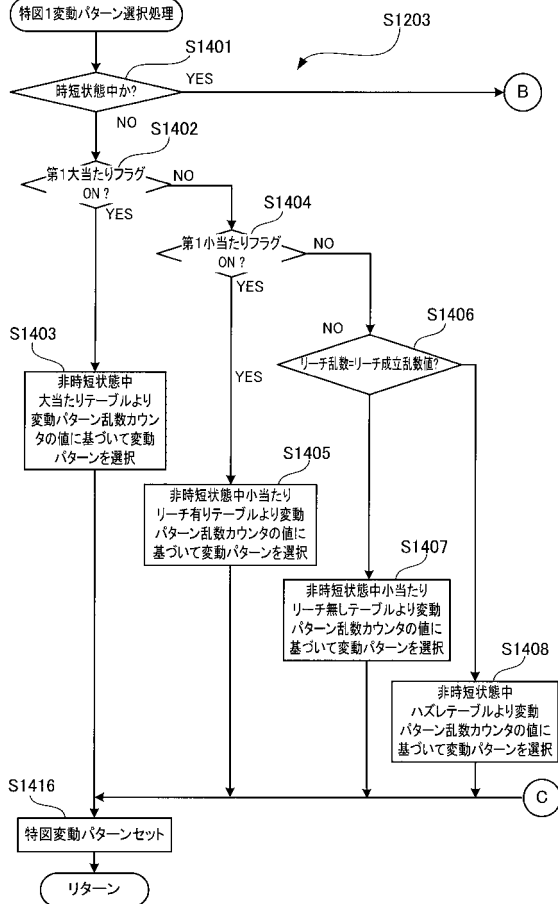 特図1変動パターン選択処理
S1203
S1401
時短状態中か?
YES
B
NO
S1402
第1大当たりフラグ
ON?
NO
YES
S1404
第1小当たりフラグ
ON?
NO
YES
S1406
NO
リーチ乱数=リーチ成立乱数値?
S1403
非時短状態中
大当たりテーブルより
変動パターン乱数カウン
タの値に基づいて変動
パターンを選択
YES
S1405
非時短状態中小当たり
リーチ有りテーブルより変動
パターン乱数カウンタの値に
基づいて変動パターンを選択
S1407
非時短状態中小当たり
リーチ無しテーブルより変動
パターン乱数カウンタの値に
基づいて変動パターンを選択
S1408
非時短状態中
ハズレテーブルより変動
パターン乱数カウンタの値に
基づいて変動パターンを選択
S1416
C
特図変動パターンセット
リターン